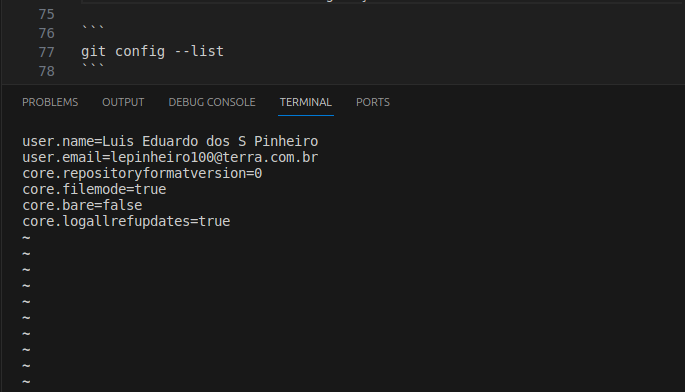 75
76 ```
77 git config --list
78 ```
PROBLEMS OUTPUT DEBUG CONSOLE TERMINAL PORTS
user.name=Luis Eduardo dos S Pinheiro
user.email=lepinheiro100@terra.com.br
core.repositoryformatversion=0
core.filemode=true
core.bare=false
core.logallrefupdates=true
~
~
~
~
~
~
~
~
~
~